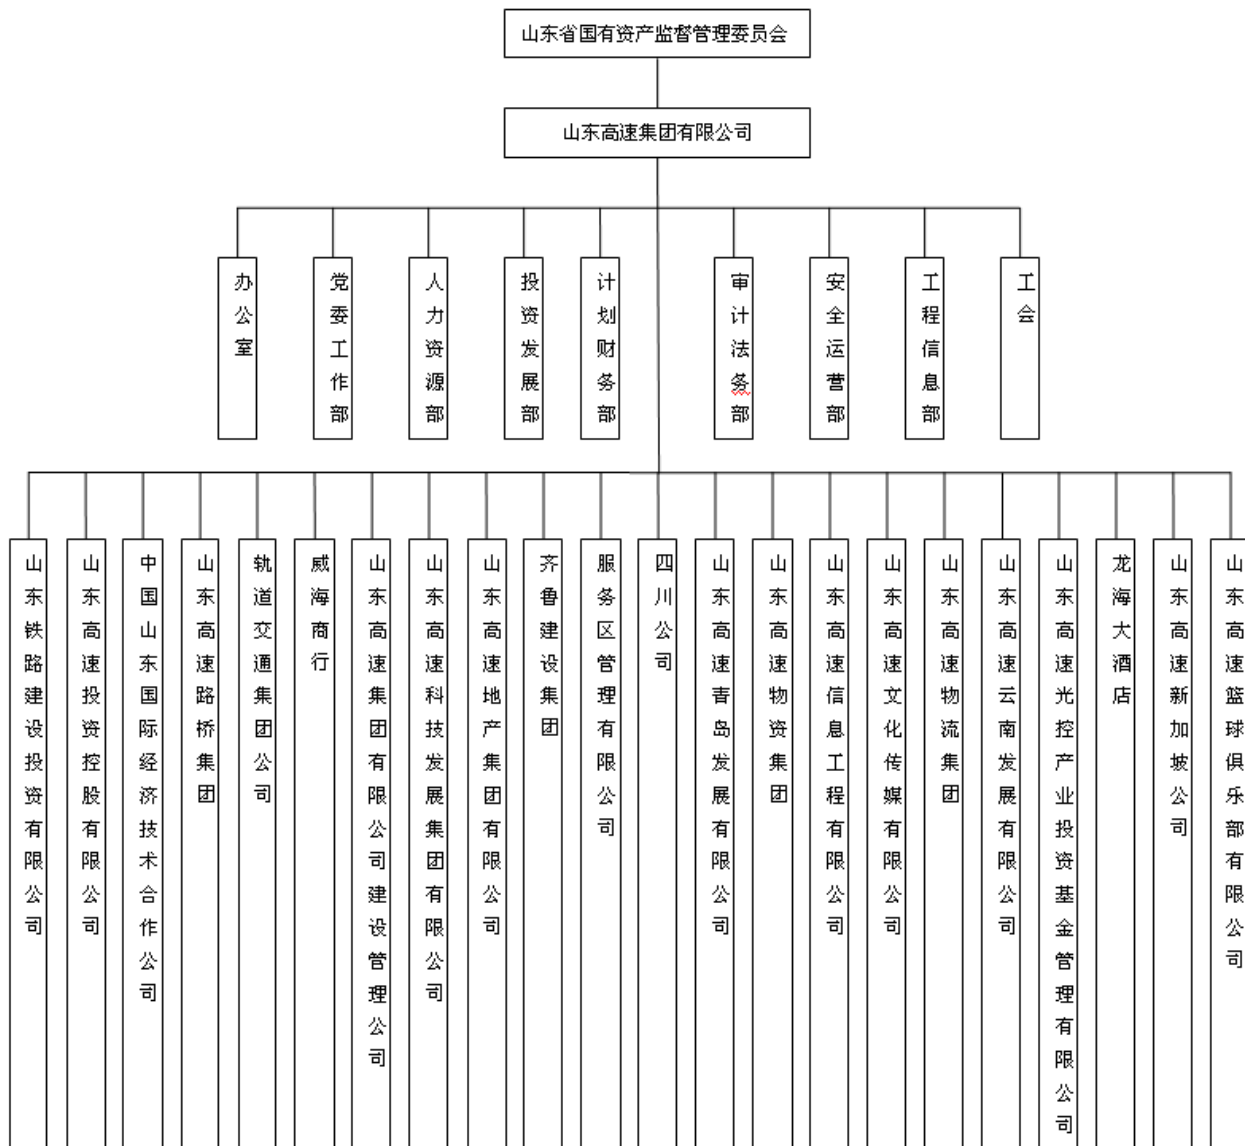 山东省国有资产监督管理委员会
山东高速集团有限公司
办公室
党委工作部
人力资源部
投资发展部
计划财务部
审计法务部
安全运营部
工程信息部
工会
山东铁路建设投资有限公司
山东高速投资控股有限公司
中国山东国际经济技术合作公司
山东高速路桥集团
轨道交通集团公司
威海商行
山东高速集团有限公司建设管理公司
山东高速科技发展集团有限公司
山东高速地产集团有限公司
齐鲁建设集团
服务区管理有限公司
四川公司
山东高速青岛发展有限公司
山东高速物资集团
山东高速信息工程有限公司
山东高速文化传媒有限公司
山东高速物流集团
山东高速云南发展有限公司
山东高速光控产业投资基金管理有限公司
龙海大酒店
山东高速新加坡公司
山东高速篮球俱乐部有限公司